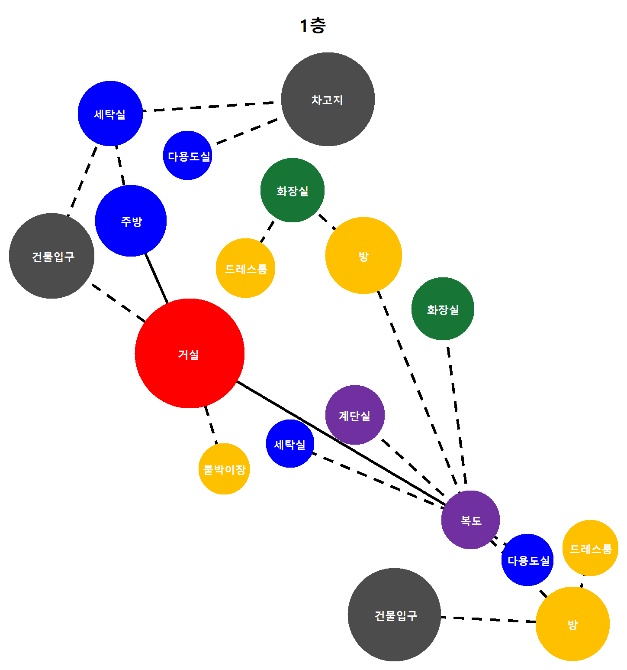 1층
차고지
세탁실
다용도실
화장실
주방
건물입구
드레스룸
방
화장실
거실
계단실
세탁실
붙박이장
복도
드레스룸
다용도실
건물입구
방